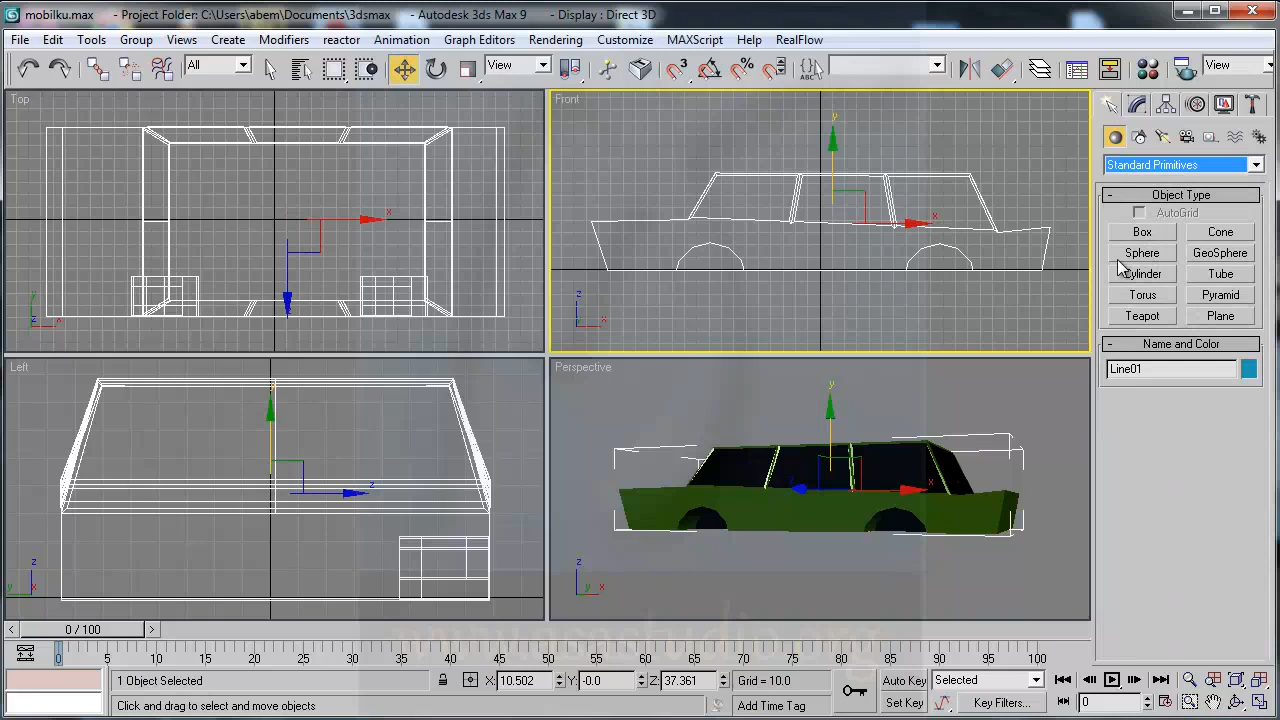 mobilku.max - Project Folder: C:\Users\abem\Documents\3dsmax - Autodesk 3ds Max 9 - Display : Direct 3D
File Edit Tools Group Views Create Modifiers reactor Animation Graph Editors Rendering Customize MAXScript Help RealFlow
All View 3 % ABC View
Top Front
y x y x
Standard Primitives
Object Type
AutoGrid
Box Cone
Sphere GeoSphere
Cylinder Tube
Torus Pyramid
Teapot Plane
Name and Color
Line01
y x z x
Left Perspective
z y x
z y x
0 / 100
www.acastudio.org
0 5 10 15 20 25 30 35 40 45 50 55 60 65 70 75 80 85 90 95 100
1 Object Selected X: 10.502 Y: -0.0 Z: 37.361 Grid = 10.0 Auto Key Selected
Click and drag to select and move objects Add Time Tag Set Key Key Filters... 0